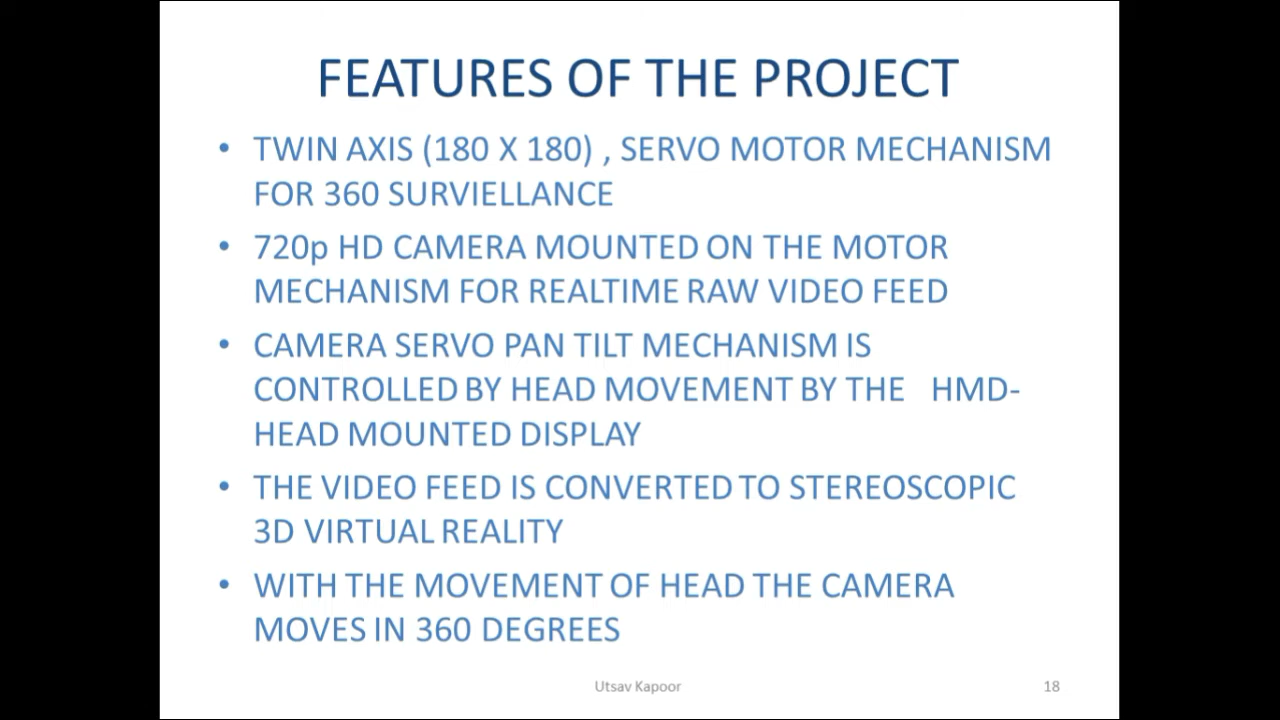 FEATURES OF THE PROJECT
• TWIN AXIS (180 X 180) , SERVO MOTOR MECHANISM
FOR 360 SURVIELLANCE
• 720p HD CAMERA MOUNTED ON THE MOTOR
MECHANISM FOR REALTIME RAW VIDEO FEED
• CAMERA SERVO PAN TILT MECHANISM IS
CONTROLLED BY HEAD MOVEMENT BY THE HMD-
HEAD MOUNTED DISPLAY
• THE VIDEO FEED IS CONVERTED TO STEREOSCOPIC
3D VIRTUAL REALITY
• WITH THE MOVEMENT OF HEAD THE CAMERA
MOVES IN 360 DEGREES
Utsav Kapoor
18